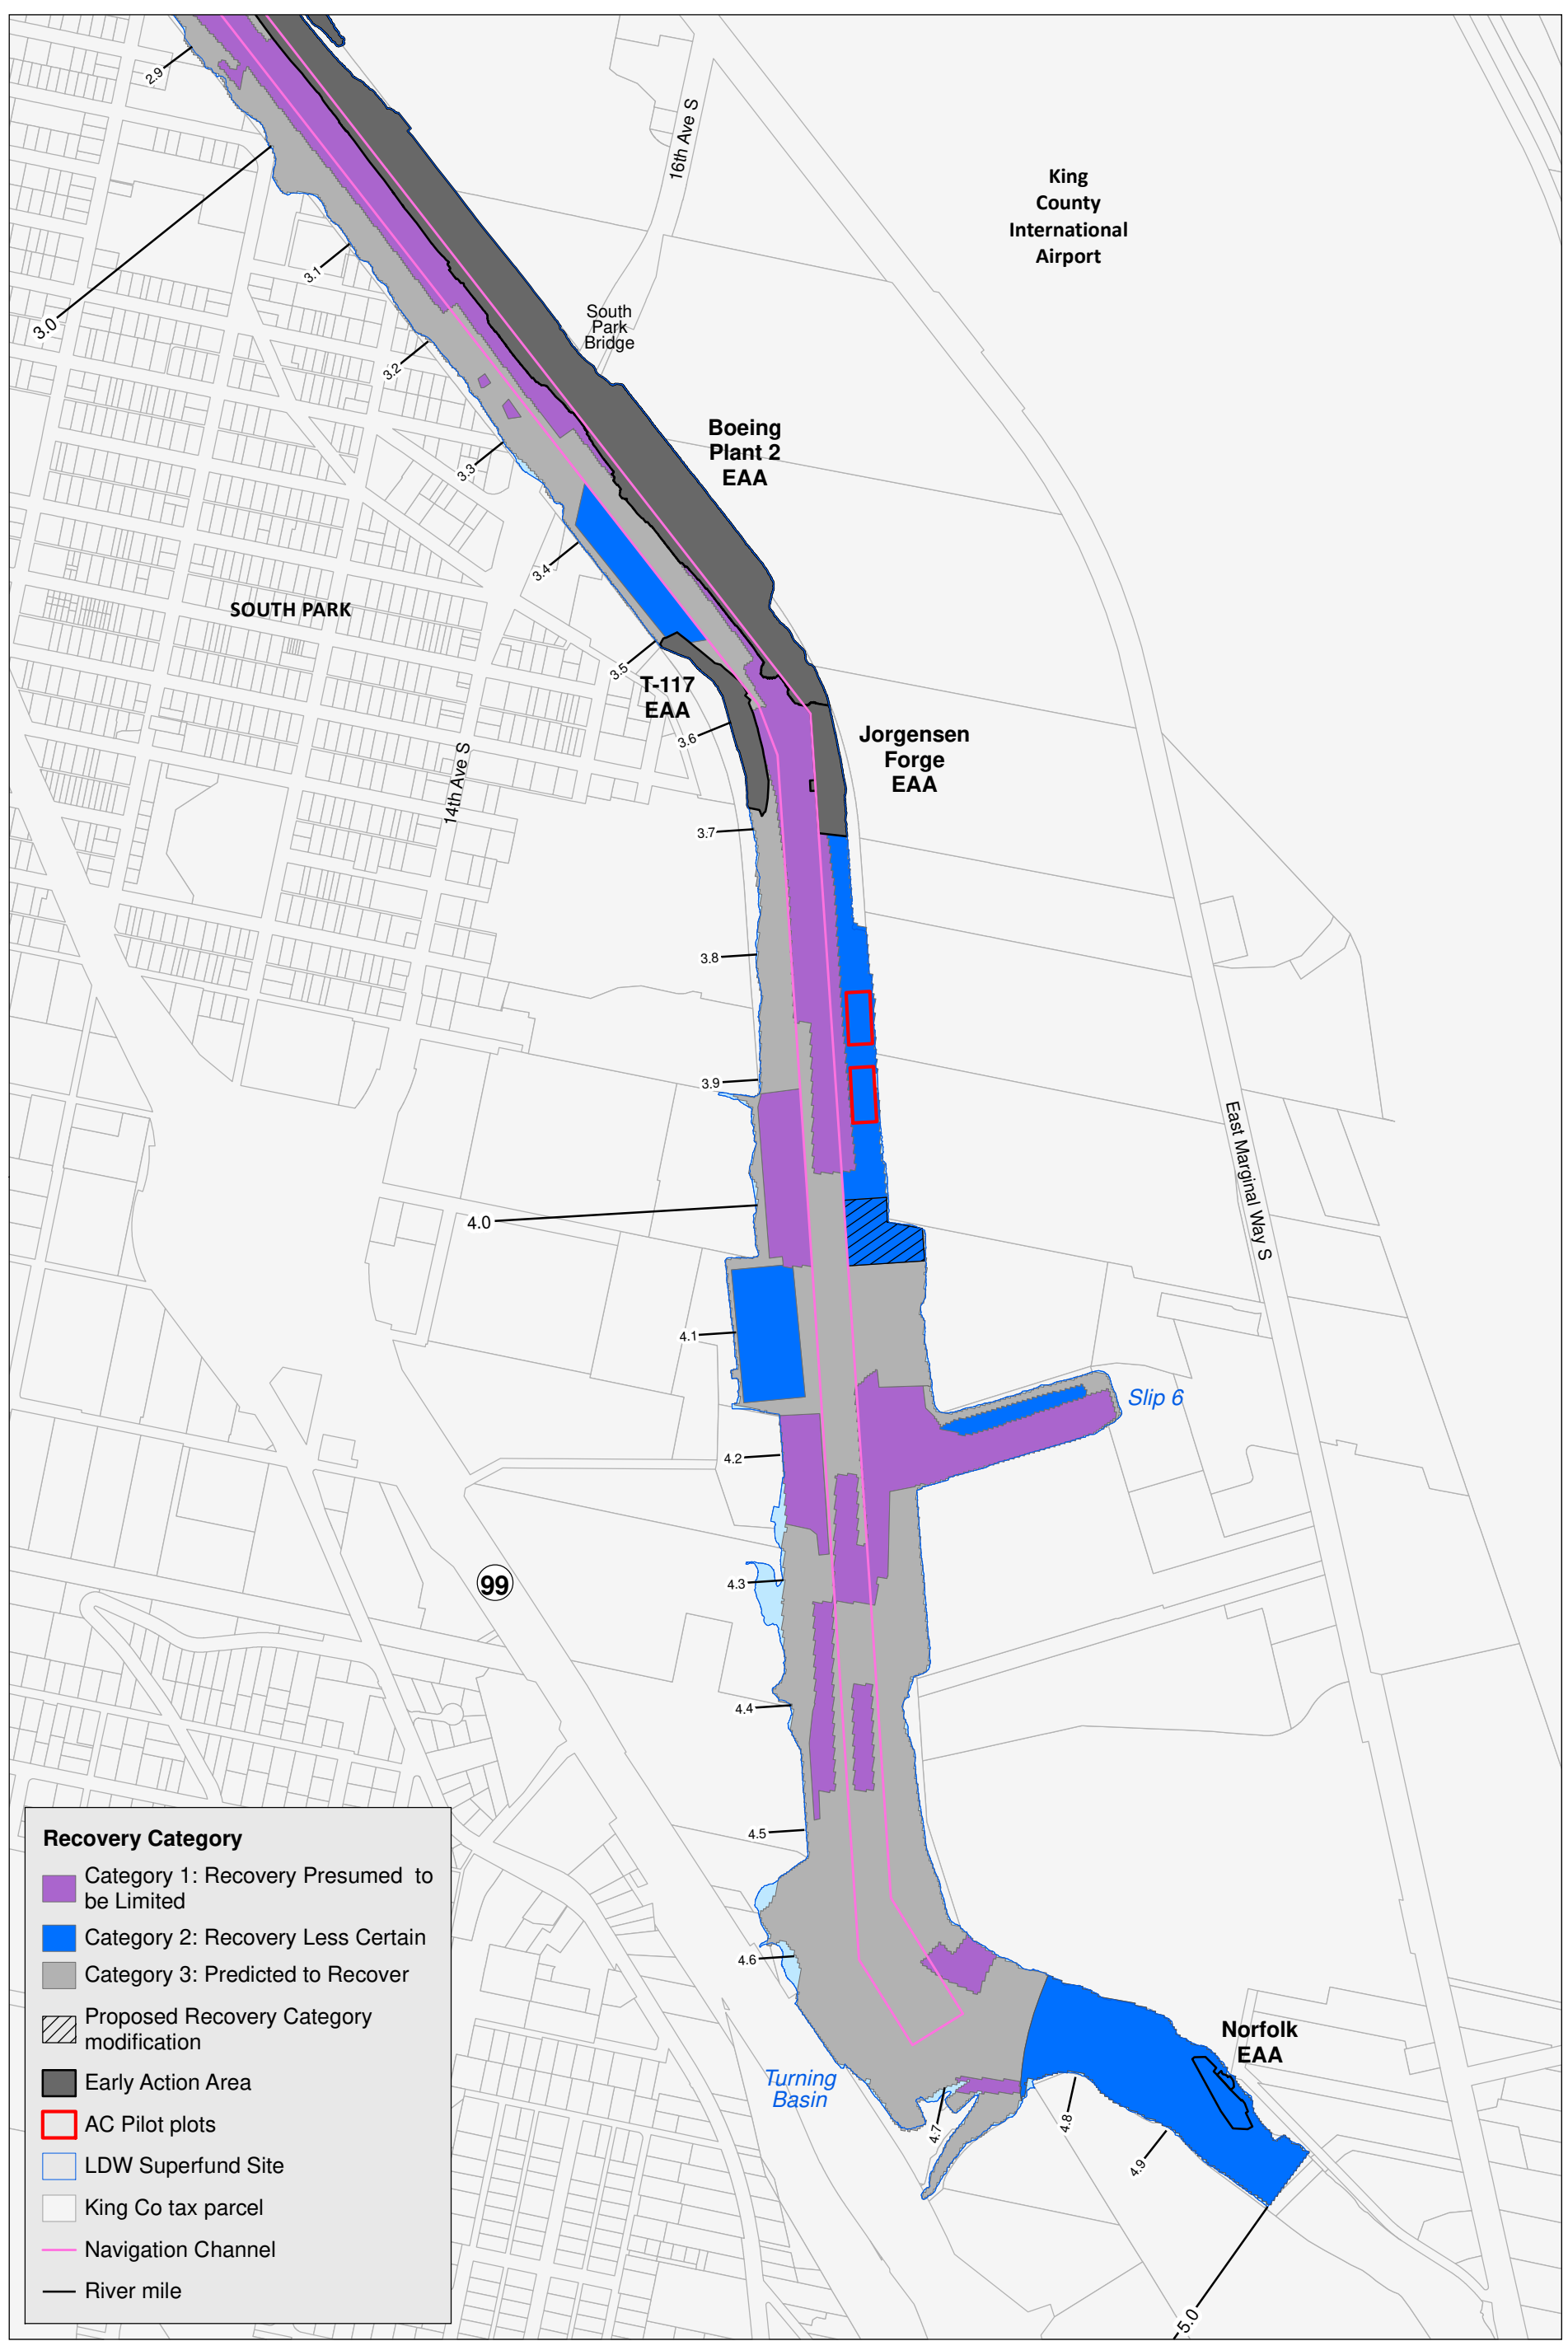 2.9
16th Ave S
King
County
International
Airport
3.0
3.1
South
Park
Bridge
3.2
Boeing
Plant 2
EAA
3.3
3.4
SOUTH PARK
3.5
T-117
EAA
3.6
Jorgensen
Forge
EAA
14th Ave S
3.7
3.8
3.9
East Marginal Way S
4.0
4.1
Slip 6
4.2
4.3
99
4.4
4.5
4.6
Norfolk
EAA
Turning
Basin
4.7
4.8
4.9
5.0
Recovery Category
Category 1: Recovery Presumed to
be Limited
Category 2: Recovery Less Certain
Category 3: Predicted to Recover
Proposed Recovery Category
modification
Early Action Area
AC Pilot plots
LDW Superfund Site
King Co tax parcel
Navigation Channel
River mile